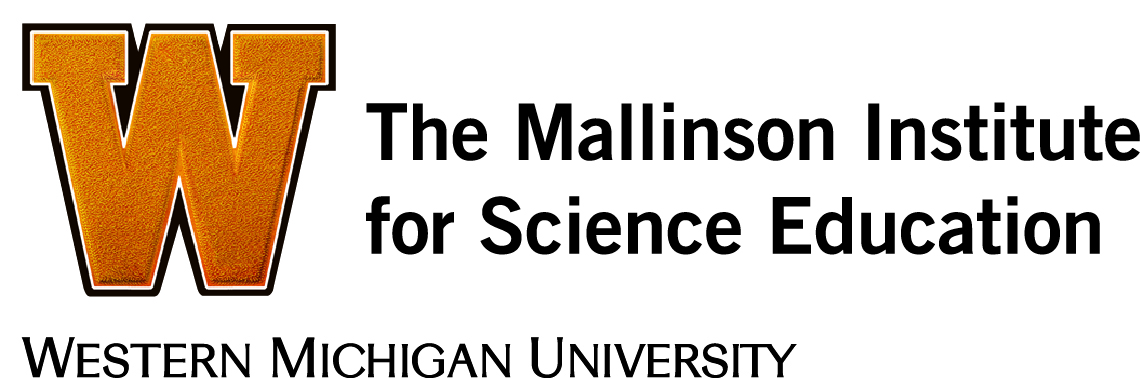 W
The Mallinson Institute
for Science Education
WESTERN MICHIGAN UNIVERSITY